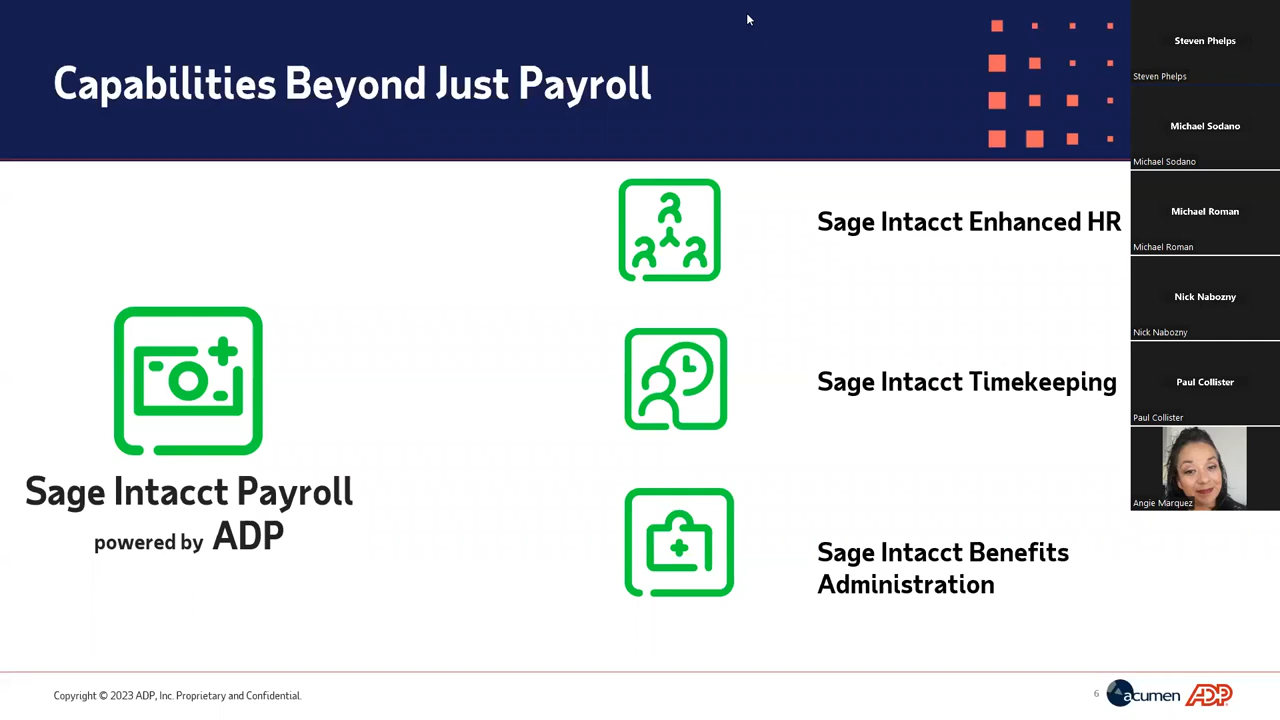 Capabilities Beyond Just Payroll
Sage Intacct Payroll
powered by ADP
Sage Intacct Enhanced HR
Sage Intacct Timekeeping
Sage Intacct Benefits
Administration
Steven Phelps
Steven Phelps
Michael Sodano
Michael Sodano
Michael Roman
Michael Roman
Nick Nabozny
Nick Nabozny
Paul Collister
Paul Collister
Angie Marquez
Copyright © 2023 ADP, Inc. Proprietary and Confidential.
6
acumen
ADP